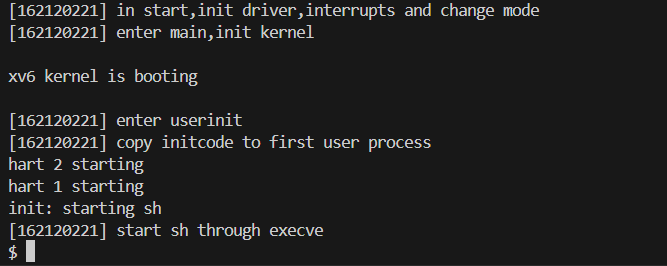 [162120221] in start,init driver,interrupts and change mode
[162120221] enter main,init kernel
xv6 kernel is booting
[162120221] enter userinit
[162120221] copy initcode to first user process
hart 2 starting
hart 1 starting
init: starting sh
[162120221] start sh through execve
$